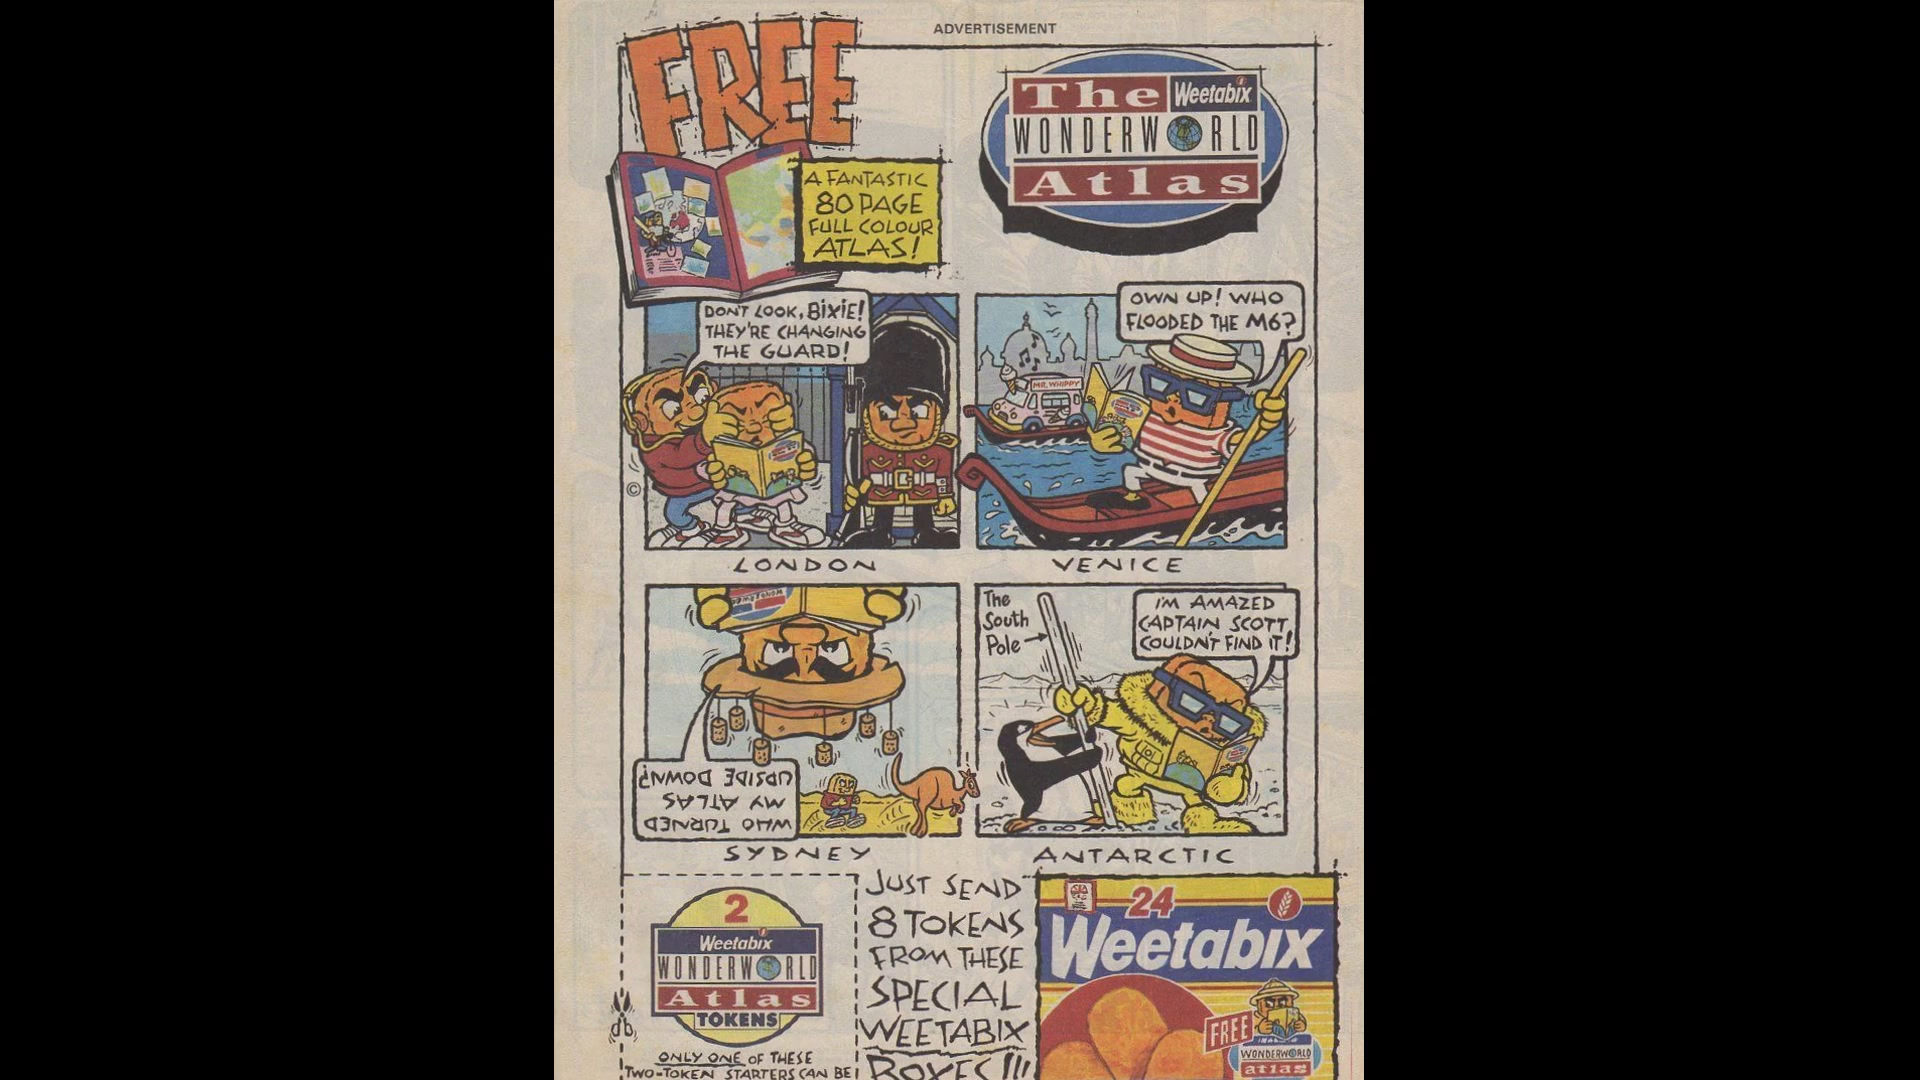 ADVERTISEMENT
FREE
The Weetabix
WONDERWORLD
Atlas
A FANTASTIC
80 PAGE
FULL COLOUR
ATLAS!
DON'T LOOK, BIXIE!
THEY'RE CHANGING
THE GUARD!
©
LONDON
OWN UP! WHO
FLOODED THE M6?
MR. WHIPPY
VENICE
WHO TURNED
MY ATLAS
UPSIDE DOWN?
SYDNEY
The
South
Pole
I'M AMAZED
CAPTAIN SCOTT
COULDN'T FIND IT!
ANTARCTIC
2
Weetabix
WONDERWORLD
Atlas
TOKENS
ONLY ONE OF THESE
TWO-TOKEN STARTERS CAN BE
JUST SEND
8 TOKENS
FROM THESE
SPECIAL
WEETABIX
BOXES!!!
24
Weetabix
FREE
WONDERWORLD
atlas